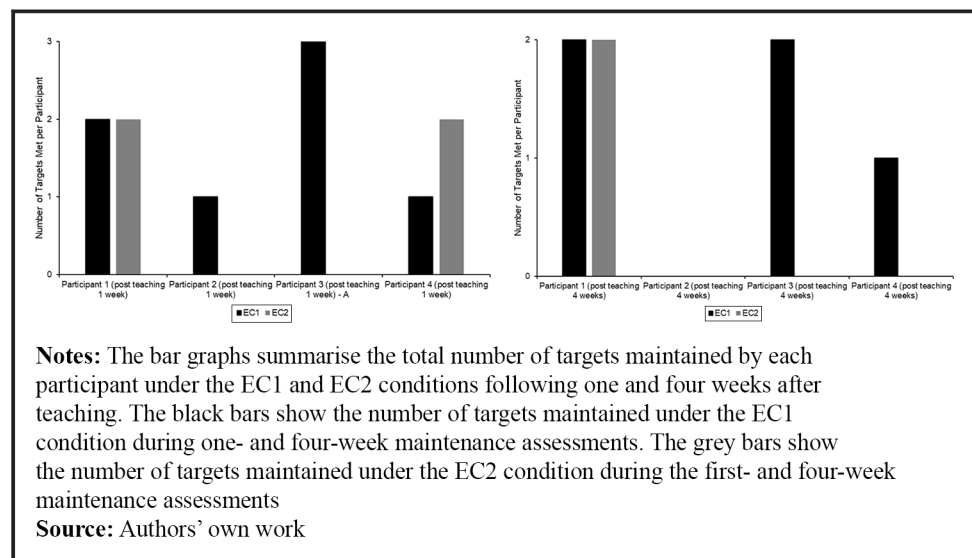 Number of Targets Met per Participant
3
2
1
0
Participant 1 (post teaching
1 week)
Participant 2 (post teaching
1 week)
Participant 3 (post teaching
1 week) - A
Participant 4 (post teaching
1 week)
EC1 EC2
Number of Targets Met per Participant
2
1
0
Participant 1 (post teaching
4 weeks)
Participant 2 (post teaching
4 weeks)
Participant 3 (post teaching
4 weeks)
Participant 4 (post teaching
4 weeks)
EC1 EC2
Notes: The bar graphs summarise the total number of targets maintained by each
participant under the EC1 and EC2 conditions following one and four weeks after
teaching. The black bars show the number of targets maintained under the EC1
condition during one- and four-week maintenance assessments. The grey bars show
the number of targets maintained under the EC2 condition during the first- and four-week
maintenance assessments
Source: Authors' own work